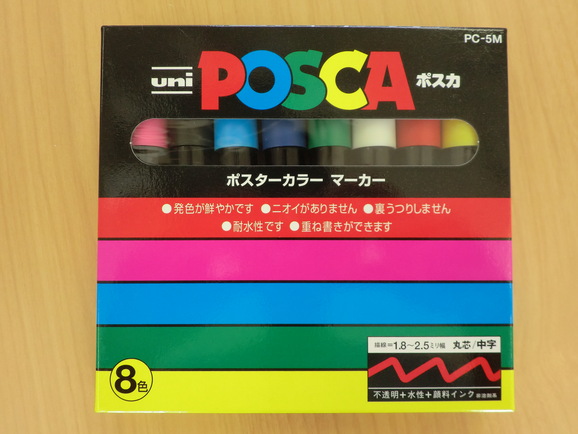 PC-5M
uni POSCA ポスカ
ポスターカラー マーカー
●発色が鮮やかです ●ニオイがありません ●裏うつりしません
●耐水性です ●重ね書きができます
描線＝1.8〜2.5ミリ幅 丸芯/中字
不透明＋水性＋顔料インク
8色